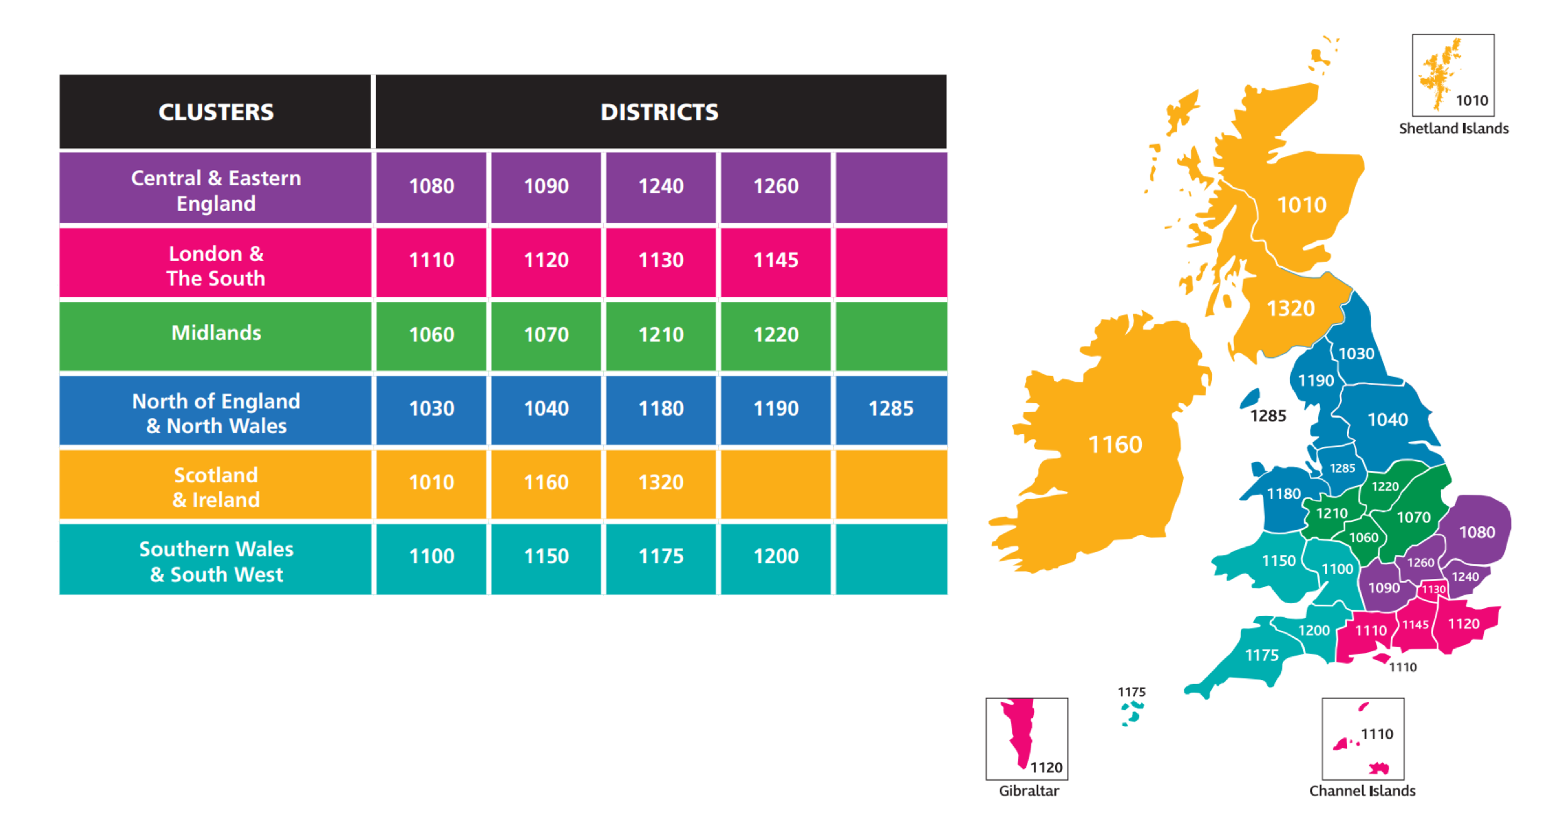 CLUSTERS DISTRICTS
Central & Eastern
England
1080 1090 1240 1260
London &
The South
1110 1120 1130 1145
Midlands
1060 1070 1210 1220
North of England
& North Wales
1030 1040 1180 1190 1285
Scotland
& Ireland
1010 1160 1320
Southern Wales
& South West
1100 1150 1175 1200
1010
Shetland Islands
1010
1320
1030
1190
1285
1040
1160
1285
1180
1220
1210
1070
1060
1080
1150
1100
1260
1240
1090
1130
1200
1110
1145
1120
1175
1110
1175
1120
Gibraltar
1110
Channel Islands